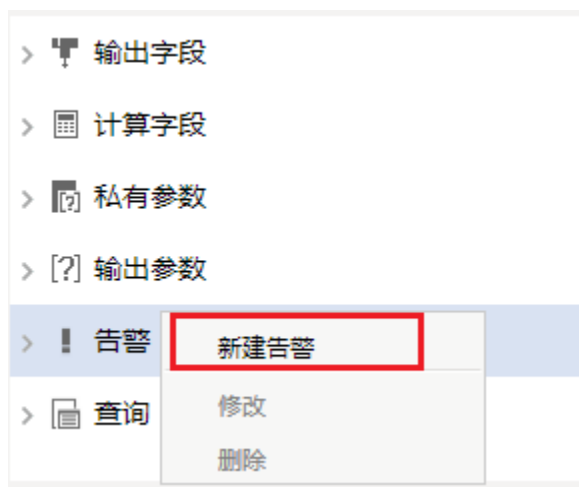 输出字段
计算字段
私有参数
[?] 输出参数
告警
新建告警
修改
查询
删除